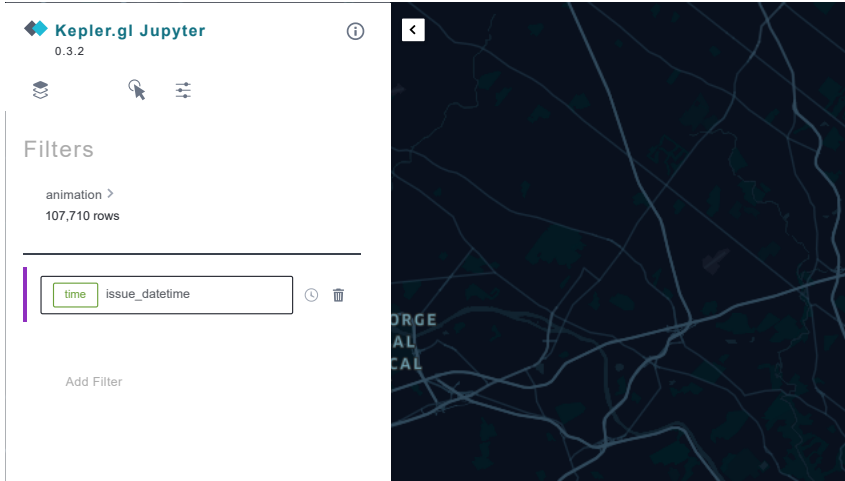 Kepler.gl Jupyter
0.3.2
Filters
animation
107,710 rows
time issue_datetime
Add Filter
ORGE
AL
CAL